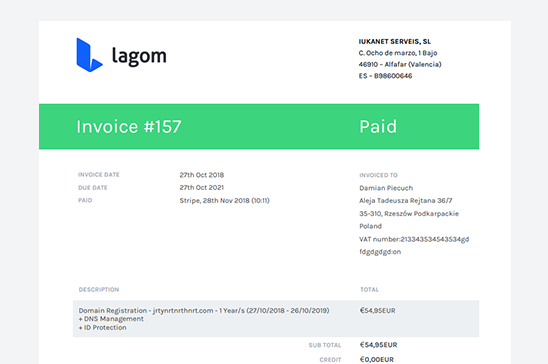 lagom
IUKANET SERVEIS, SL
C. Ocho de marzo, 1 Bajo
46910 – Alfafar (Valencia)
ES – B98600646
Invoice #157
Paid
INVOICE DATE 27th Oct 2018
DUE DATE 27th Oct 2021
PAID Stripe, 28th Nov 2018 (10:11)
INVOICED TO
Damian Piecuch
Aleja Tadeusza Rejtana 36/7
35-310, Rzeszów Podkarpackie
Poland
VAT number:213343534543534gd
fdgdgdgd:on
DESCRIPTION TOTAL
Domain Registration - jrtynrtnrthnrt.com - 1 Year/s (27/10/2018 - 26/10/2019) €54,95EUR
+ DNS Management
+ ID Protection
SUB TOTAL €54,95EUR
CREDIT €0,00EUR